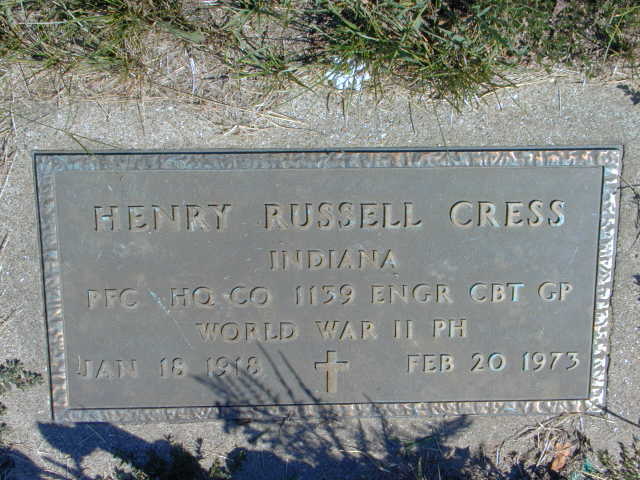 HENRY RUSSELL CRESS
INDIANA
PFC HQ CO 1159 ENGR CBT GP
WORLD WAR II PH
JAN 18 1918 FEB 20 1973